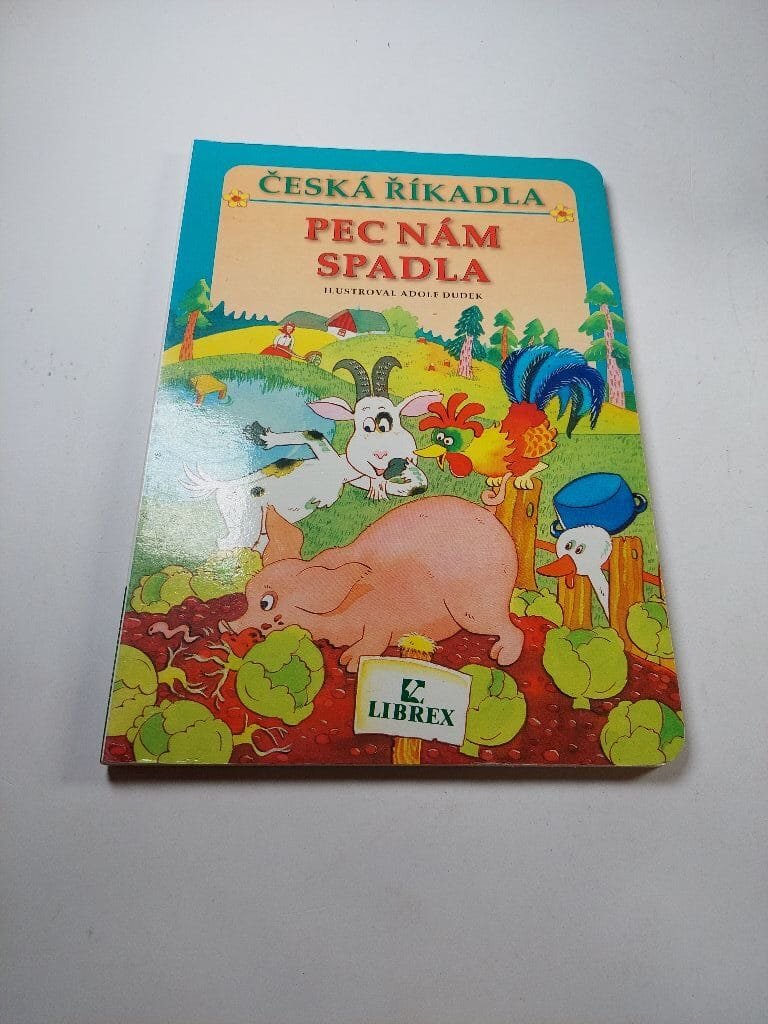 ČESKÁ ŘÍKADLA
PEC NÁM
SPADLA
ILUSTROVAL ADOLF DUDEK
LIBREX